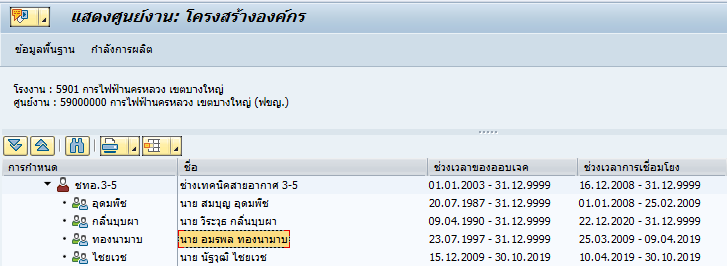 แสดงศูนย์งาน: โครงสร้างองค์กร
ข้อมูลพื้นฐาน กำลังการผลิต
โรงงาน : 5901 การไฟฟ้านครหลวง เขตบางใหญ่
ศูนย์งาน : 59000000 การไฟฟ้านครหลวง เขตบางใหญ่ (ฟขญ.)
การกำหนด ชื่อ ช่วงเวลาของออบเจค ช่วงเวลาการเชื่อมโยง
ชทอ.3-5 ช่างเทคนิคสายอากาศ 3-5 01.01.2003 - 31.12.9999 16.12.2008 - 31.12.9999
อุดมพืช นาย สมบุญ อุดมพืช 20.07.1987 - 31.12.9999 01.01.2008 - 25.02.2009
กลิ่นบุบผา นาย วิระวุธ กลิ่นบุบผา 09.04.1990 - 31.12.9999 22.12.2020 - 31.12.9999
ทองนามาบ นาย อมรพล ทองนามาบ 23.07.1997 - 31.12.9999 25.03.2009 - 09.04.2019
ไชยเวช นาย นัฐวุฒิ ไชยเวช 15.12.2009 - 30.10.2019 10.04.2019 - 30.10.2019